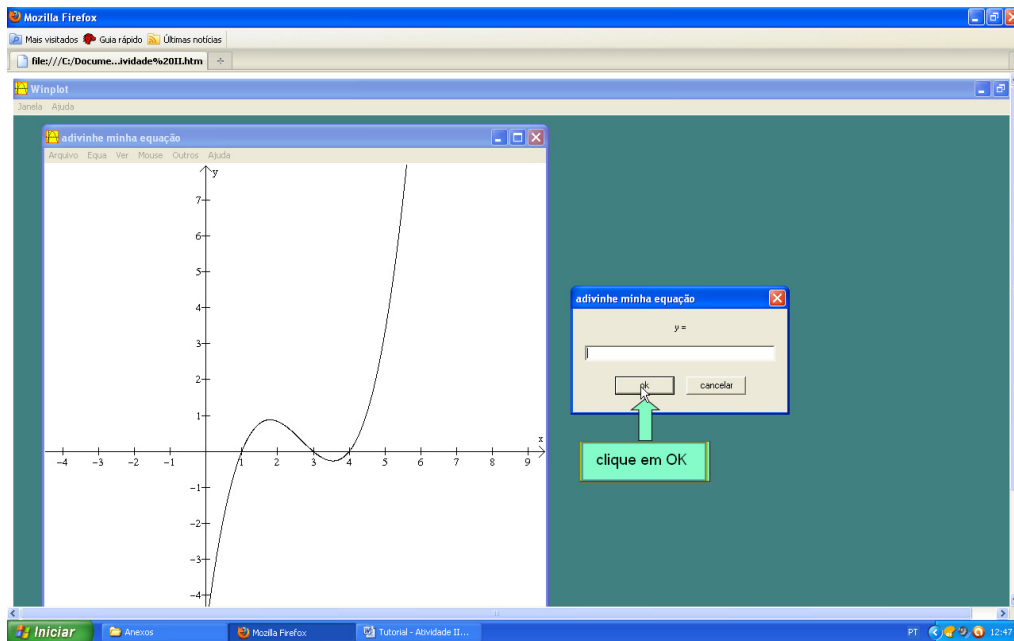 Mozilla Firefox
Mais visitados Guia rápido Últimas notícias
file:///C:/Docume...ividade%20II.htm
Winplot
Janela Ajuda
adivinhe minha equação
Arquivo Equa Ver Mouse Outros Ajuda
y
7
6
5
4
3
2
1
x
-4 -3 -2 -1 1 2 3 4 5 6 7 8 9
-1
-2
-3
-4
adivinhe minha equação
y =
ok cancelar
clique em OK
Iniciar Anexos Mozilla Firefox Tutorial - Atividade II... PT 12:47